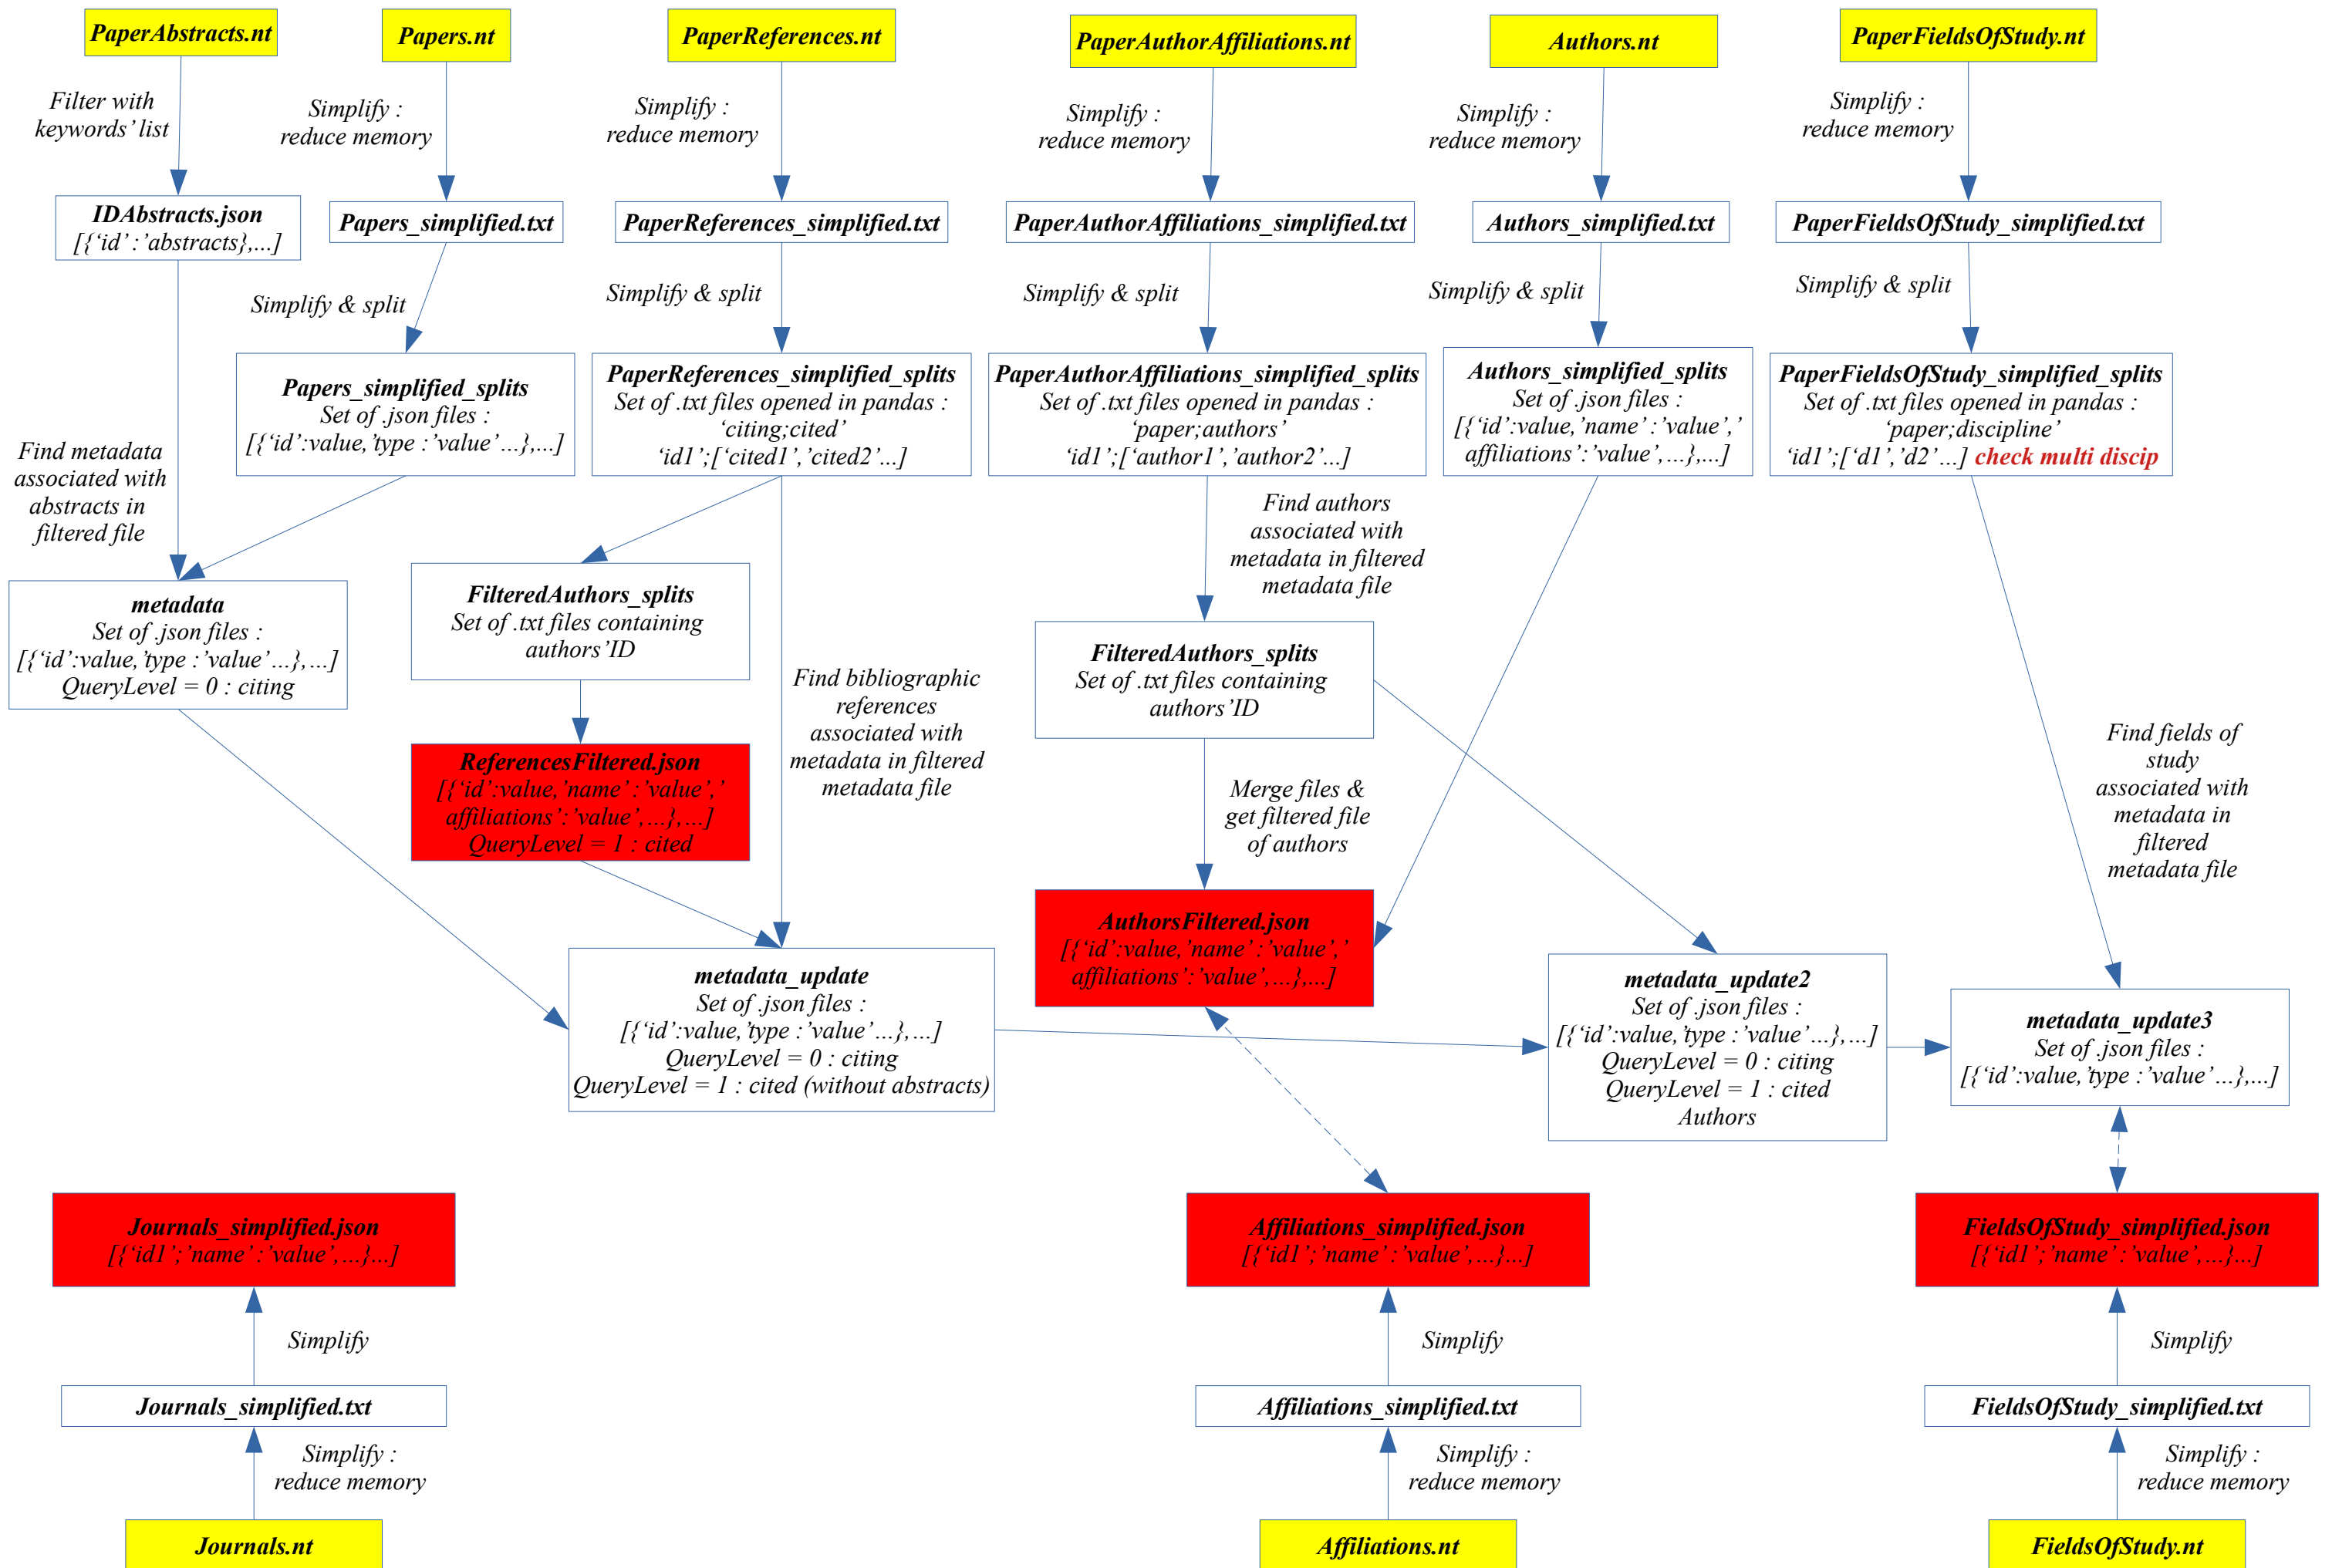 PaperAbstracts.nt
Papers.nt
PaperReferences.nt
PaperAuthorAffiliations.nt
Authors.nt
PaperFieldsOfStudy.nt
Filter with
keywords’ list
Simplify :
reduce memory
Simplify :
reduce memory
Simplify :
reduce memory
Simplify :
reduce memory
Simplify :
reduce memory
IDAbstracts.json
[{‘id’ :’abstracts},...]
Papers_simplified.txt
PaperReferences_simplified.txt
PaperAuthorAffiliations_simplified.txt
Authors_simplified.txt
PaperFieldsOfStudy_simplified.txt
Simplify & split
Simplify & split
Simplify & split
Simplify & split
Simplify & split
Papers_simplified_splits
Set of .json files :
[{‘id’:value,’type :’value’...},...]
PaperReferences_simplified_splits
Set of .txt files opened in pandas :
‘citing;cited’
‘id1’;[‘cited1’,’cited2’...]
PaperAuthorAffiliations_simplified_splits
Set of .txt files opened in pandas :
‘paper;authors’
‘id1’;[‘author1’,’author2’...]
Authors_simplified_splits
Set of .json files :
[{‘id’:value,’name’ :’value’,’
affiliations’:’value’,...},...]
PaperFieldsOfStudy_simplified_splits
Set of .txt files opened in pandas :
‘paper;discipline’
‘id1’;[‘d1’,’d2’...] check multi discip
Find metadata
associated with
abstracts in
filtered file
Find authors
associated with
metadata in filtered
metadata file
metadata
Set of .json files :
[{‘id’:value,’type :’value’...},...]
QueryLevel = 0 : citing
FilteredAuthors_splits
Set of .txt files containing
authors’ID
Find bibliographic
references
associated with
metadata in filtered
metadata file
FilteredAuthors_splits
Set of .txt files containing
authors’ID
Find fields of
study
associated with
metadata in
filtered
metadata file
ReferencesFiltered.json
[{‘id’:value,’name’ :’value’,’
affiliations’:’value’,...},...]
QueryLevel = 1 : cited
Merge files &
get filtered file
of authors
AuthorsFiltered.json
[{‘id’:value,’name’ :’value’,’
affiliations’:’value’,...},...]
metadata_update
Set of .json files :
[{‘id’:value,’type :’value’...},...]
QueryLevel = 0 : citing
QueryLevel = 1 : cited (without abstracts)
metadata_update2
Set of .json files :
[{‘id’:value,’type :’value’...},...]
QueryLevel = 0 : citing
QueryLevel = 1 : cited
Authors
metadata_update3
Set of .json files :
[{‘id’:value,’type :’value’...},...]
Journals_simplified.json
[{‘id1’;’name’ :’value’,...}...]
Affiliations_simplified.json
[{‘id1’;’name’ :’value’,...}...]
FieldsOfStudy_simplified.json
[{‘id1’;’name’ :’value’,...}...]
Simplify
Simplify
Simplify
Journals_simplified.txt
Affiliations_simplified.txt
FieldsOfStudy_simplified.txt
Simplify :
reduce memory
Simplify :
reduce memory
Simplify :
reduce memory
Journals.nt
Affiliations.nt
FieldsOfStudy.nt